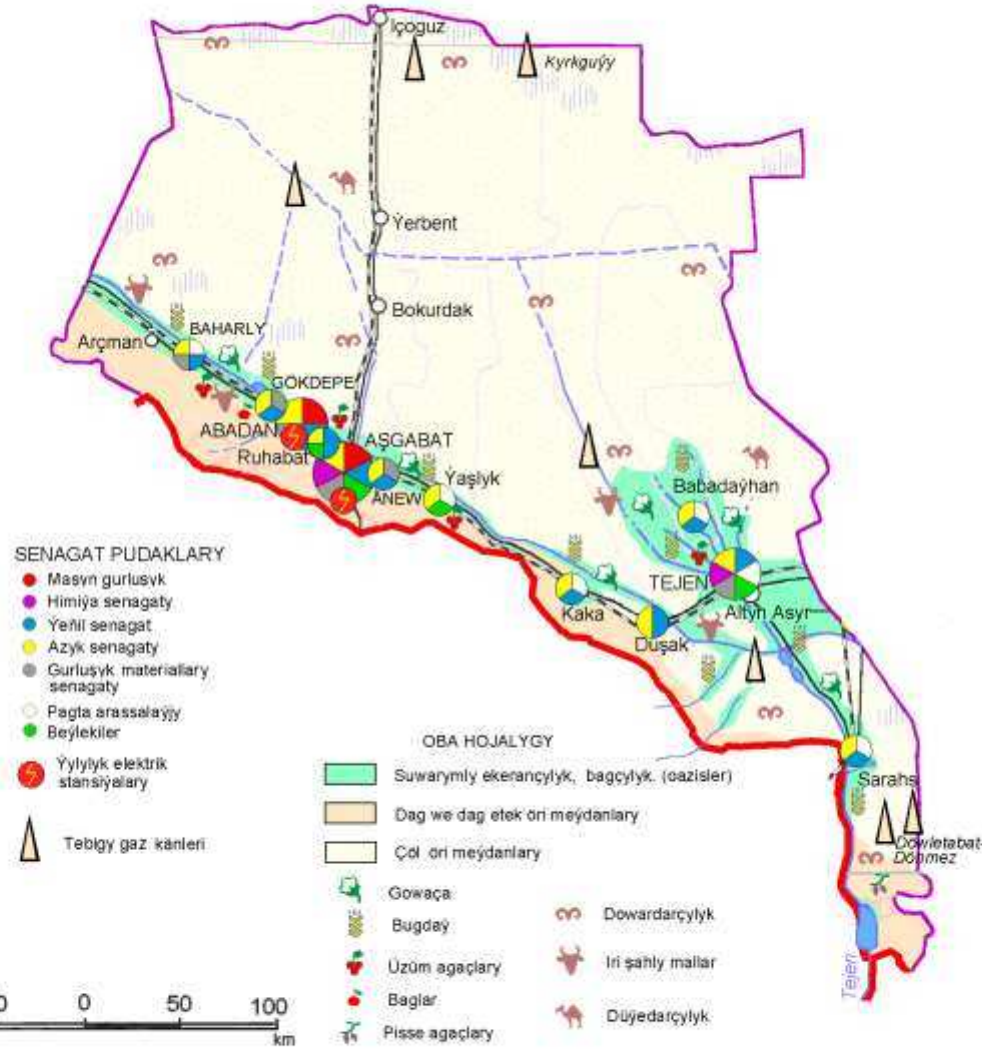 Içoguz
Kyrkguýy
Ýerbent
Bokurdak
BAHARLY
Arçman
GÖKDEPE
ABADAN
AŞGABAT
Ruhabat
ÄNEW
Ýaşlyk
Babadaýhan
TEJEN
Altyn Asyr
Kaka
Duşak
Sarahs
Döwletabat-
Dönmez
Tejen
SENAGAT PUDAKLARY
Maşyn gurluşyk
Himiýa senagaty
Ýeňil senagat
Azyk senagaty
Gurluşyk materiallary
senagaty
Pagta arassalaýjy
Beýlekiler
Ýylylyk elektrik
stansiýalary
Tebigy gaz känleri
OBA HOJALYGY
Suwarymly ekerançylyk, bagçylyk. (oazisler)
Dag we dag etek öri meýdanlary
Çöl öri meýdanlary
Gowaça
Bugdaý
Üzüm agaçlary
Baglar
Pisse agaçlary
Dowardarçylyk
Iri şahly mallar
Düýedarçylyk
0 0 50 100
km